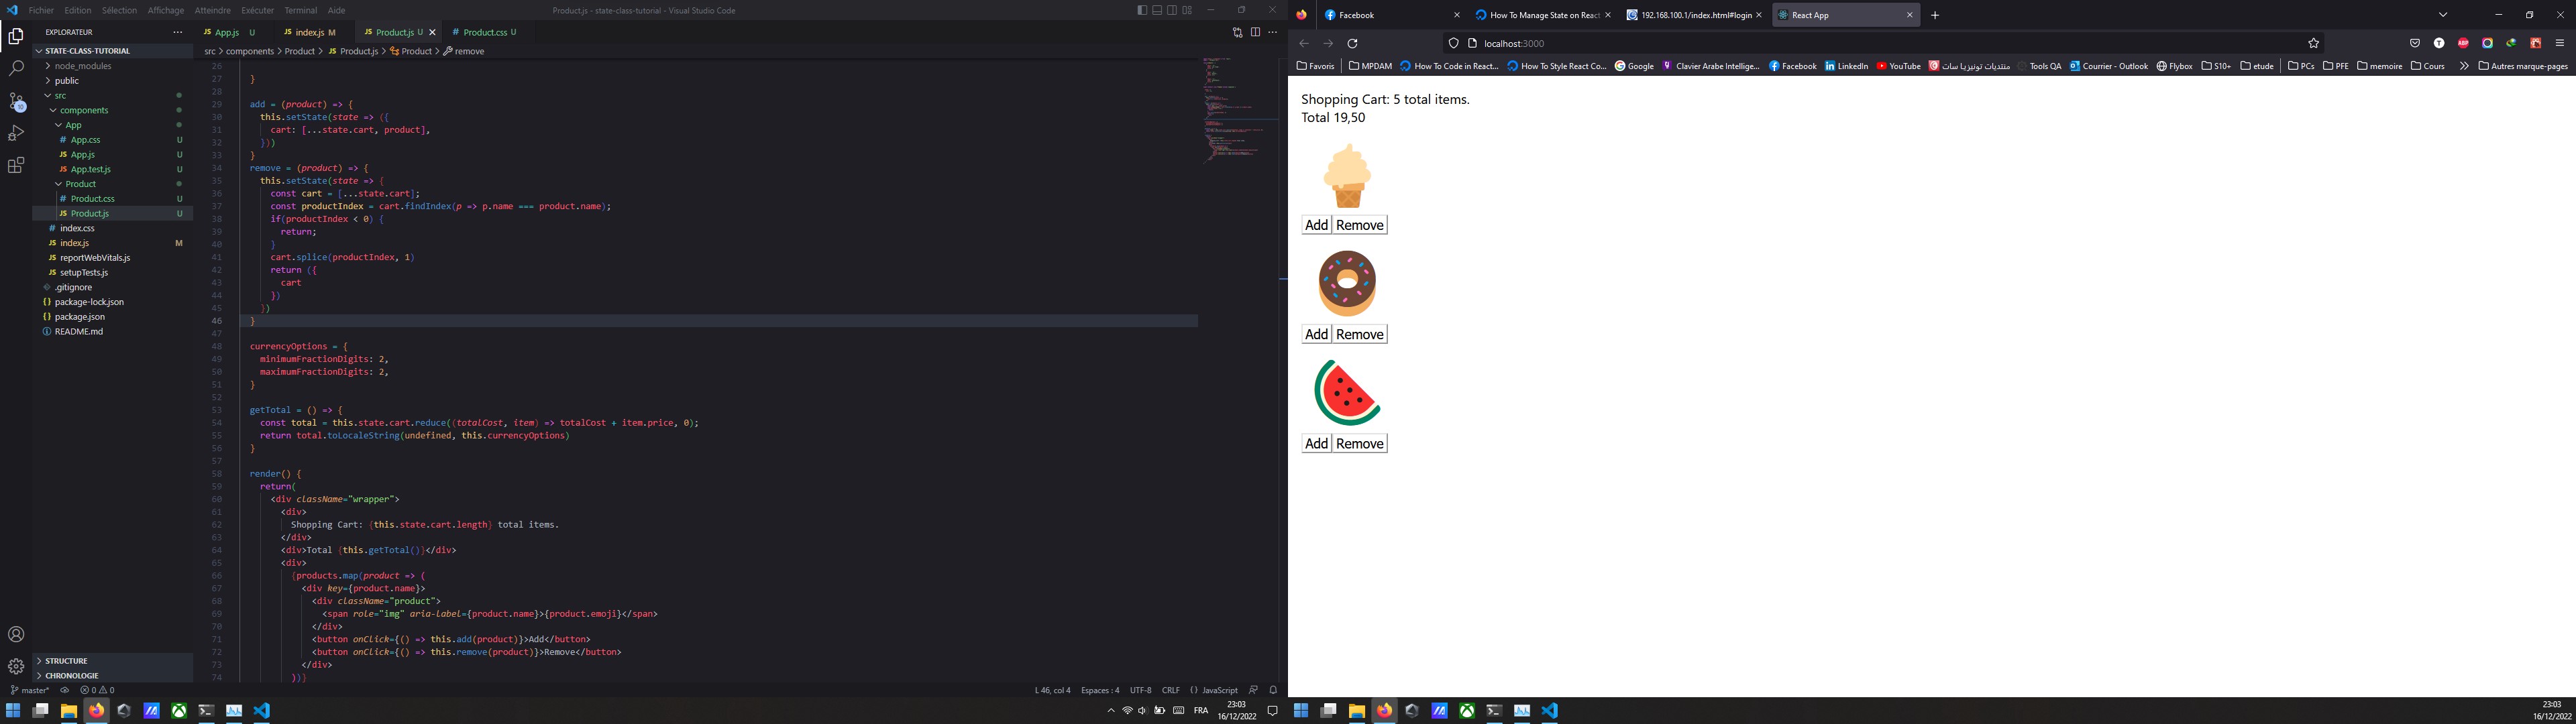 Fichier Edition Sélection Affichage Atteindre Exécuter Terminal Aide
Product.js - state-class-tutorial - Visual Studio Code
EXPLORATEUR
STATE-CLASS-TUTORIAL
node_modules
public
src
components
App
App.css U
App.js U
App.test.js U
Product
Product.css U
Product.js U
index.css
index.js M
reportWebVitals.js
setupTests.js
.gitignore
package-lock.json
package.json
README.md
STRUCTURE
CHRONOLOGIE
App.js U
index.js M
Product.js U
Product.css U
src > components > Product > Product.js > Product > remove
26
27 }
28
29 add = (product) => {
30 this.setState(state => ({
31 cart: [...state.cart, product],
32 }))
33 }
34 remove = (product) => {
35 this.setState(state => {
36 const cart = [...state.cart];
37 const productIndex = cart.findIndex(p => p.name === product.name);
38 if(productIndex < 0) {
39 return;
40 }
41 cart.splice(productIndex, 1)
42 return ({
43 cart
44 })
45 })
46 }
47
48 currencyOptions = {
49 minimumFractionDigits: 2,
50 maximumFractionDigits: 2,
51 }
52
53 getTotal = () => {
54 const total = this.state.cart.reduce((totalCost, item) => totalCost + item.price, 0);
55 return total.toLocaleString(undefined, this.currencyOptions)
56 }
57
58 render() {
59 return(
60 <div className="wrapper">
61 <div>
62 Shopping Cart: {this.state.cart.length} total items.
63 </div>
64 <div>Total {this.getTotal()}</div>
65 <div>
66 {products.map(product => (
67 <div key={product.name}>
68 <div className="product">
69 <span role="img" aria-label={product.name}>{product.emoji}</span>
70 </div>
71 <button onClick={() => this.add(product)}>Add</button>
72 <button onClick={() => this.remove(product)}>Remove</button>
73 </div>
74 ))}
master* 0 0
L 46, col 4 Espaces : 4 UTF-8 CRLF {} JavaScript
FRA
23:03
16/12/2022
Facebook
How To Manage State on React
192.168.100.1/index.html#login
React App
localhost:3000
Favoris MPDAM How To Code in React... How To Style React Co... Google Clavier Arabe Intellige... Facebook LinkedIn YouTube منتديات تونيزيا سات Tools QA Courrier - Outlook Flybox S10+ etude PCs PFE memoire Cours Autres marque-pages
Shopping Cart: 5 total items.
Total 19,50
Add Remove
Add Remove
Add Remove
23:03
16/12/2022